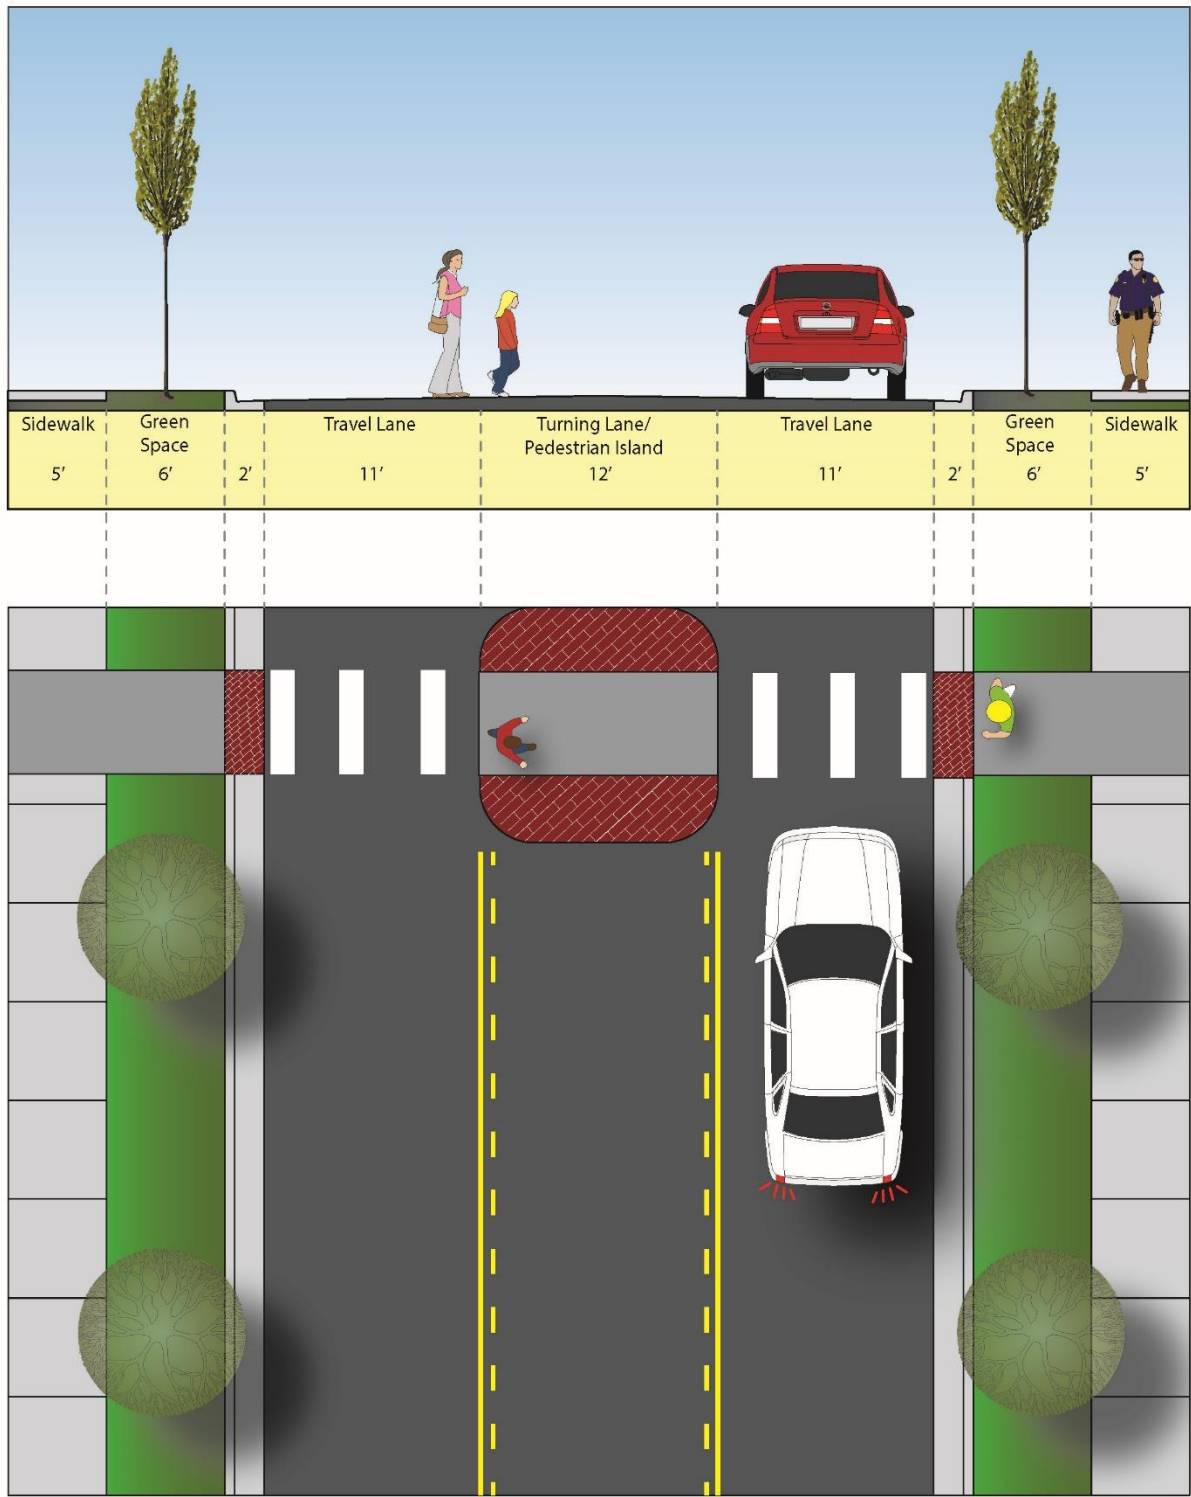 Sidewalk
5’
Green
Space
6’
2’
Travel Lane
11’
Turning Lane/
Pedestrian Island
12’
Travel Lane
11’
2’
Green
Space
6’
Sidewalk
5’